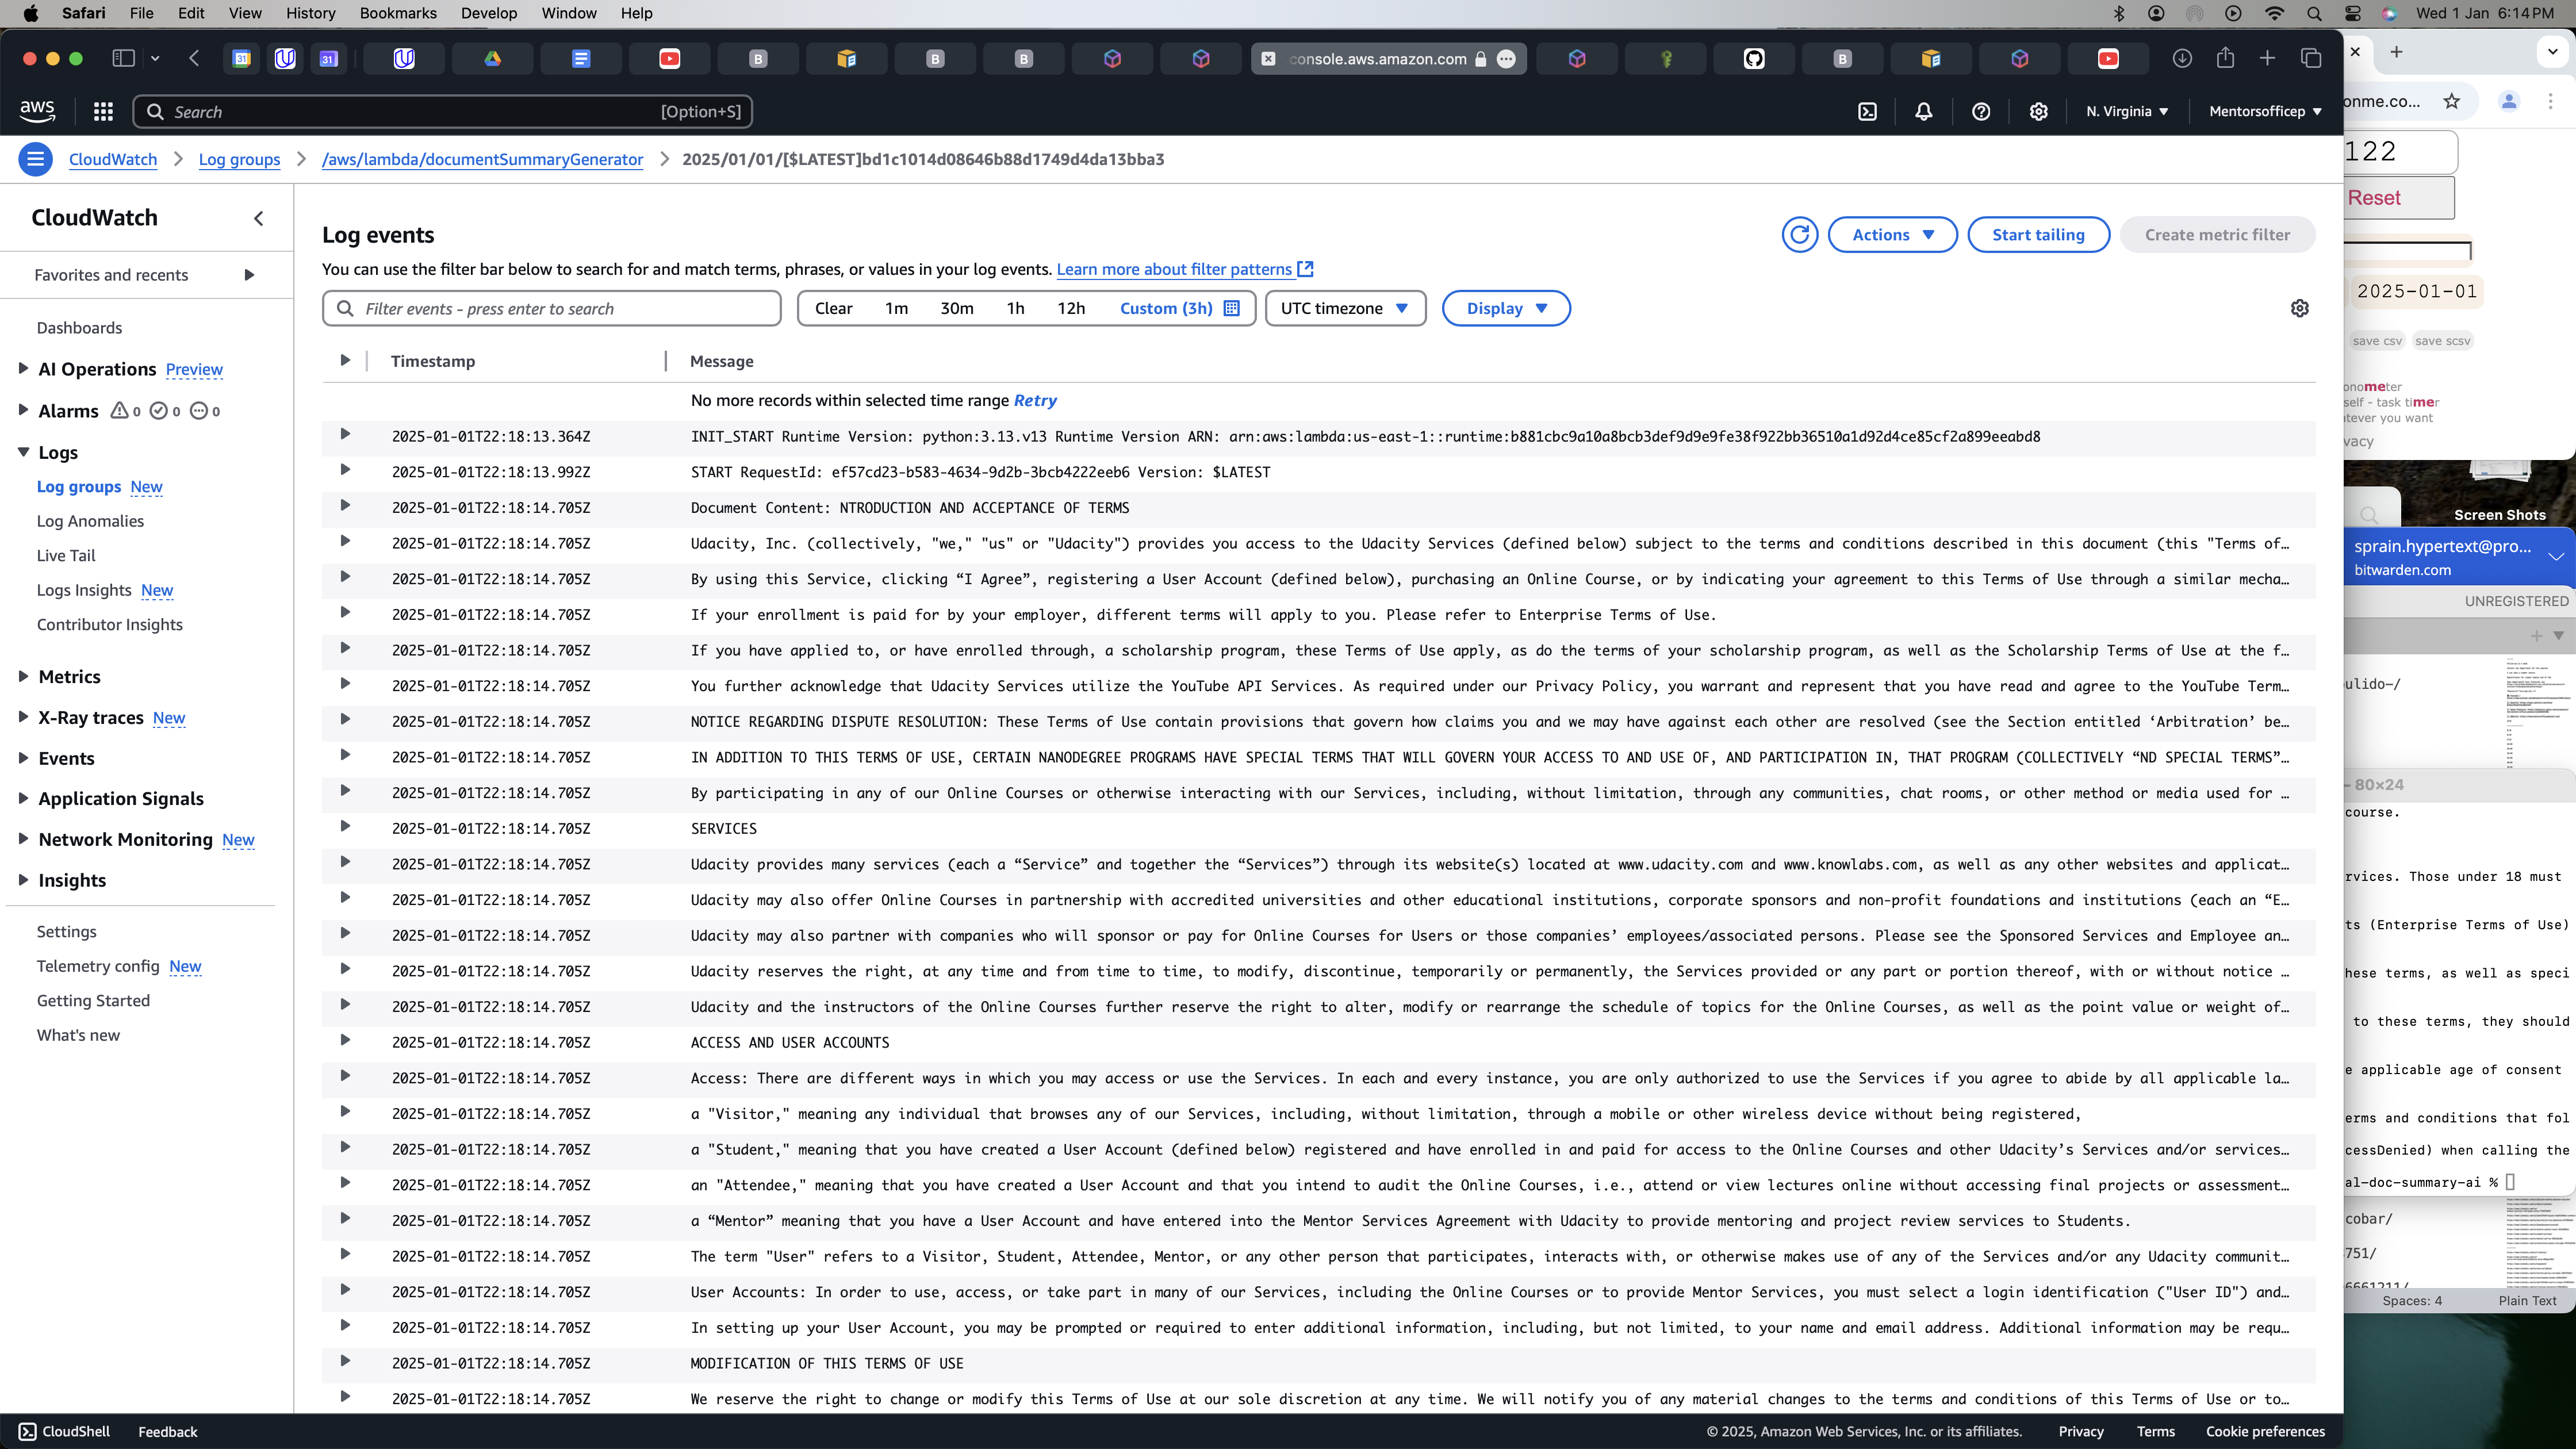 Safari File Edit View History Bookmarks Develop Window Help Wed 1 Jan 6:14 PM
31 31 B B B console.aws.amazon.com B
aws Search [Option+S] N. Virginia Mentorsofficep
CloudWatch Log groups /aws/lambda/documentSummaryGenerator 2025/01/01/[$LATEST]bd1c1014d08646b88d1749d4da13bba3
CloudWatch
Favorites and recents
Dashboards
AI Operations Preview
Alarms 0 0 0
Logs
Log groups New
Log Anomalies
Live Tail
Logs Insights New
Contributor Insights
Metrics
X-Ray traces New
Events
Application Signals
Network Monitoring New
Insights
Settings
Telemetry config New
Getting Started
What's new
Log events
Actions Start tailing Create metric filter
You can use the filter bar below to search for and match terms, phrases, or values in your log events. Learn more about filter patterns
Filter events - press enter to search Clear 1m 30m 1h 12h Custom (3h) UTC timezone Display
Timestamp Message
No more records within selected time range Retry
2025-01-01T22:18:13.364Z INIT_START Runtime Version: python:3.13.v13 Runtime Version ARN: arn:aws:lambda:us-east-1::runtime:b881cbc9a10a8bcb3def9d9e9fe38f922bb36510a1d92d4ce85cf2a899eeabd8
2025-01-01T22:18:13.992Z START RequestId: ef57cd23-b583-4634-9d2b-3bcb4222eeb6 Version: $LATEST
2025-01-01T22:18:14.705Z Document Content: NTRODUCTION AND ACCEPTANCE OF TERMS
2025-01-01T22:18:14.705Z Udacity, Inc. (collectively, "we," "us" or "Udacity") provides you access to the Udacity Services (defined below) subject to the terms and conditions described in this document (this "Terms of…
2025-01-01T22:18:14.705Z By using this Service, clicking “I Agree”, registering a User Account (defined below), purchasing an Online Course, or by indicating your agreement to this Terms of Use through a similar mecha…
2025-01-01T22:18:14.705Z If your enrollment is paid for by your employer, different terms will apply to you. Please refer to Enterprise Terms of Use.
2025-01-01T22:18:14.705Z If you have applied to, or have enrolled through, a scholarship program, these Terms of Use apply, as do the terms of your scholarship program, as well as the Scholarship Terms of Use at the f…
2025-01-01T22:18:14.705Z You further acknowledge that Udacity Services utilize the YouTube API Services. As required under our Privacy Policy, you warrant and represent that you have read and agree to the YouTube Term…
2025-01-01T22:18:14.705Z NOTICE REGARDING DISPUTE RESOLUTION: These Terms of Use contain provisions that govern how claims you and we may have against each other are resolved (see the Section entitled ‘Arbitration’ be…
2025-01-01T22:18:14.705Z IN ADDITION TO THIS TERMS OF USE, CERTAIN NANODEGREE PROGRAMS HAVE SPECIAL TERMS THAT WILL GOVERN YOUR ACCESS TO AND USE OF, AND PARTICIPATION IN, THAT PROGRAM (COLLECTIVELY “ND SPECIAL TERMS”…
2025-01-01T22:18:14.705Z By participating in any of our Online Courses or otherwise interacting with our Services, including, without limitation, through any communities, chat rooms, or other method or media used for …
2025-01-01T22:18:14.705Z SERVICES
2025-01-01T22:18:14.705Z Udacity provides many services (each a “Service” and together the “Services”) through its website(s) located at www.udacity.com and www.knowlabs.com, as well as any other websites and applicat…
2025-01-01T22:18:14.705Z Udacity may also offer Online Courses in partnership with accredited universities and other educational institutions, corporate sponsors and non-profit foundations and institutions (each an “E…
2025-01-01T22:18:14.705Z Udacity may also partner with companies who will sponsor or pay for Online Courses for Users or those companies’ employees/associated persons. Please see the Sponsored Services and Employee an…
2025-01-01T22:18:14.705Z Udacity reserves the right, at any time and from time to time, to modify, discontinue, temporarily or permanently, the Services provided or any part or portion thereof, with or without notice …
2025-01-01T22:18:14.705Z Udacity and the instructors of the Online Courses further reserve the right to alter, modify or rearrange the schedule of topics for the Online Courses, as well as the point value or weight of…
2025-01-01T22:18:14.705Z ACCESS AND USER ACCOUNTS
2025-01-01T22:18:14.705Z Access: There are different ways in which you may access or use the Services. In each and every instance, you are only authorized to use the Services if you agree to abide by all applicable la…
2025-01-01T22:18:14.705Z a "Visitor," meaning any individual that browses any of our Services, including, without limitation, through a mobile or other wireless device without being registered,
2025-01-01T22:18:14.705Z a "Student," meaning that you have created a User Account (defined below) registered and have enrolled in and paid for access to the Online Courses and other Udacity’s Services and/or services…
2025-01-01T22:18:14.705Z an "Attendee," meaning that you have created a User Account and that you intend to audit the Online Courses, i.e., attend or view lectures online without accessing final projects or assessment…
2025-01-01T22:18:14.705Z a “Mentor” meaning that you have a User Account and have entered into the Mentor Services Agreement with Udacity to provide mentoring and project review services to Students.
2025-01-01T22:18:14.705Z The term "User" refers to a Visitor, Student, Attendee, Mentor, or any other person that participates, interacts with, or otherwise makes use of any of the Services and/or any Udacity communit…
2025-01-01T22:18:14.705Z User Accounts: In order to use, access, or take part in many of our Services, including the Online Courses or to provide Mentor Services, you must select a login identification ("User ID") and…
2025-01-01T22:18:14.705Z In setting up your User Account, you may be prompted or required to enter additional information, including, but not limited, to your name and email address. Additional information may be requ…
2025-01-01T22:18:14.705Z MODIFICATION OF THIS TERMS OF USE
2025-01-01T22:18:14.705Z We reserve the right to change or modify this Terms of Use at our sole discretion at any time. We will notify you of any material changes to the terms and conditions of this Terms of Use or to…
CloudShell Feedback © 2025, Amazon Web Services, Inc. or its affiliates. Privacy Terms Cookie preferences
onme.co...
122
Reset
2025-01-01
save csv save scsv
onometer
self - task timer
atever you want
vacy
Screen Shots
sprain.hypertext@pro...
bitwarden.com
UNREGISTERED
ulido-/
80×24
course.
rvices. Those under 18 must
ts (Enterprise Terms of Use)
hese terms, as well as speci
to these terms, they should
e applicable age of consent
erms and conditions that fol
cessDenied) when calling the
al-doc-summary-ai %
cobar/
751/
6661211/
Spaces: 4 Plain Text